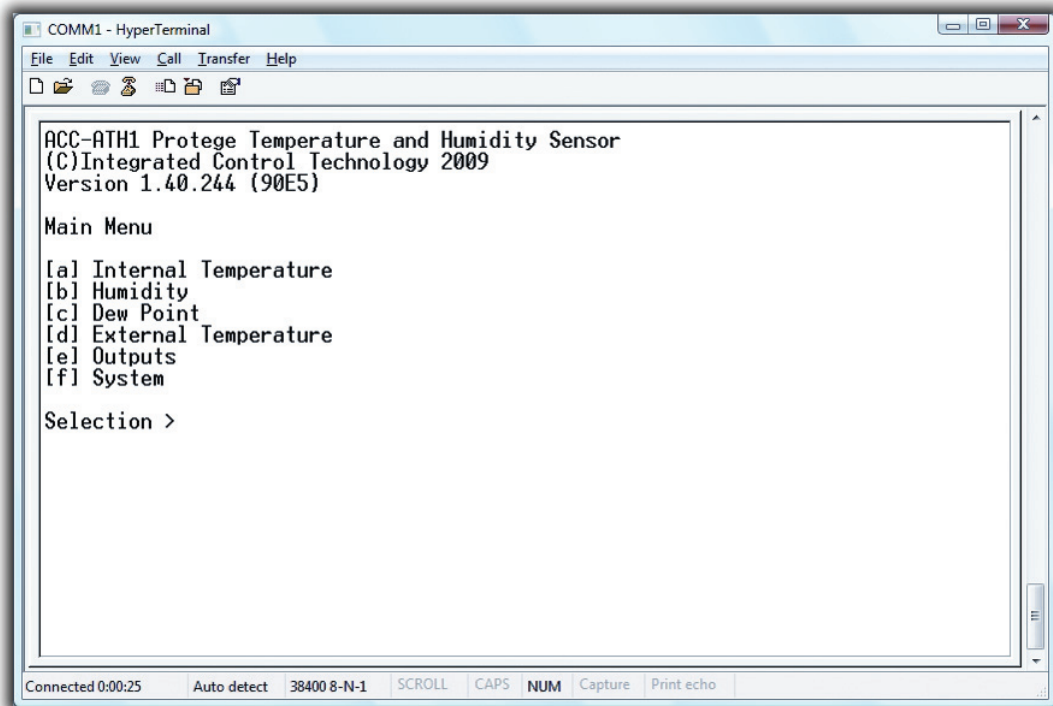 COMM1 - HyperTerminal
File Edit View Call Transfer Help
ACC-ATH1 Protege Temperature and Humidity Sensor
(C)Integrated Control Technology 2009
Version 1.40.244 (90E5)
Main Menu
[a] Internal Temperature
[b] Humidity
[c] Dew Point
[d] External Temperature
[e] Outputs
[f] System
Selection >
Connected 0:00:25 Auto detect 38400 8-N-1 SCROLL CAPS NUM Capture Print echo